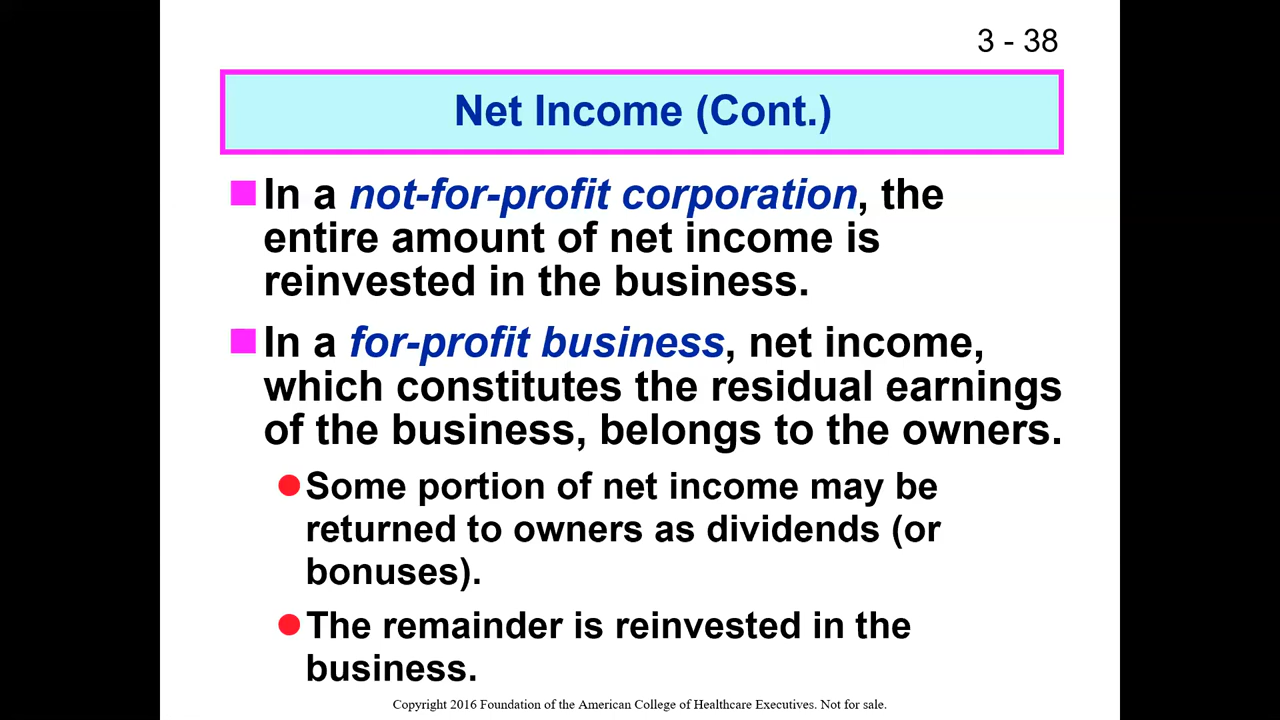 3 - 38
Net Income (Cont.)
In a not-for-profit corporation, the
entire amount of net income is
reinvested in the business.
In a for-profit business, net income,
which constitutes the residual earnings
of the business, belongs to the owners.
Some portion of net income may be
returned to owners as dividends (or
bonuses).
The remainder is reinvested in the
business.
Copyright 2016 Foundation of the American College of Healthcare Executives. Not for sale.